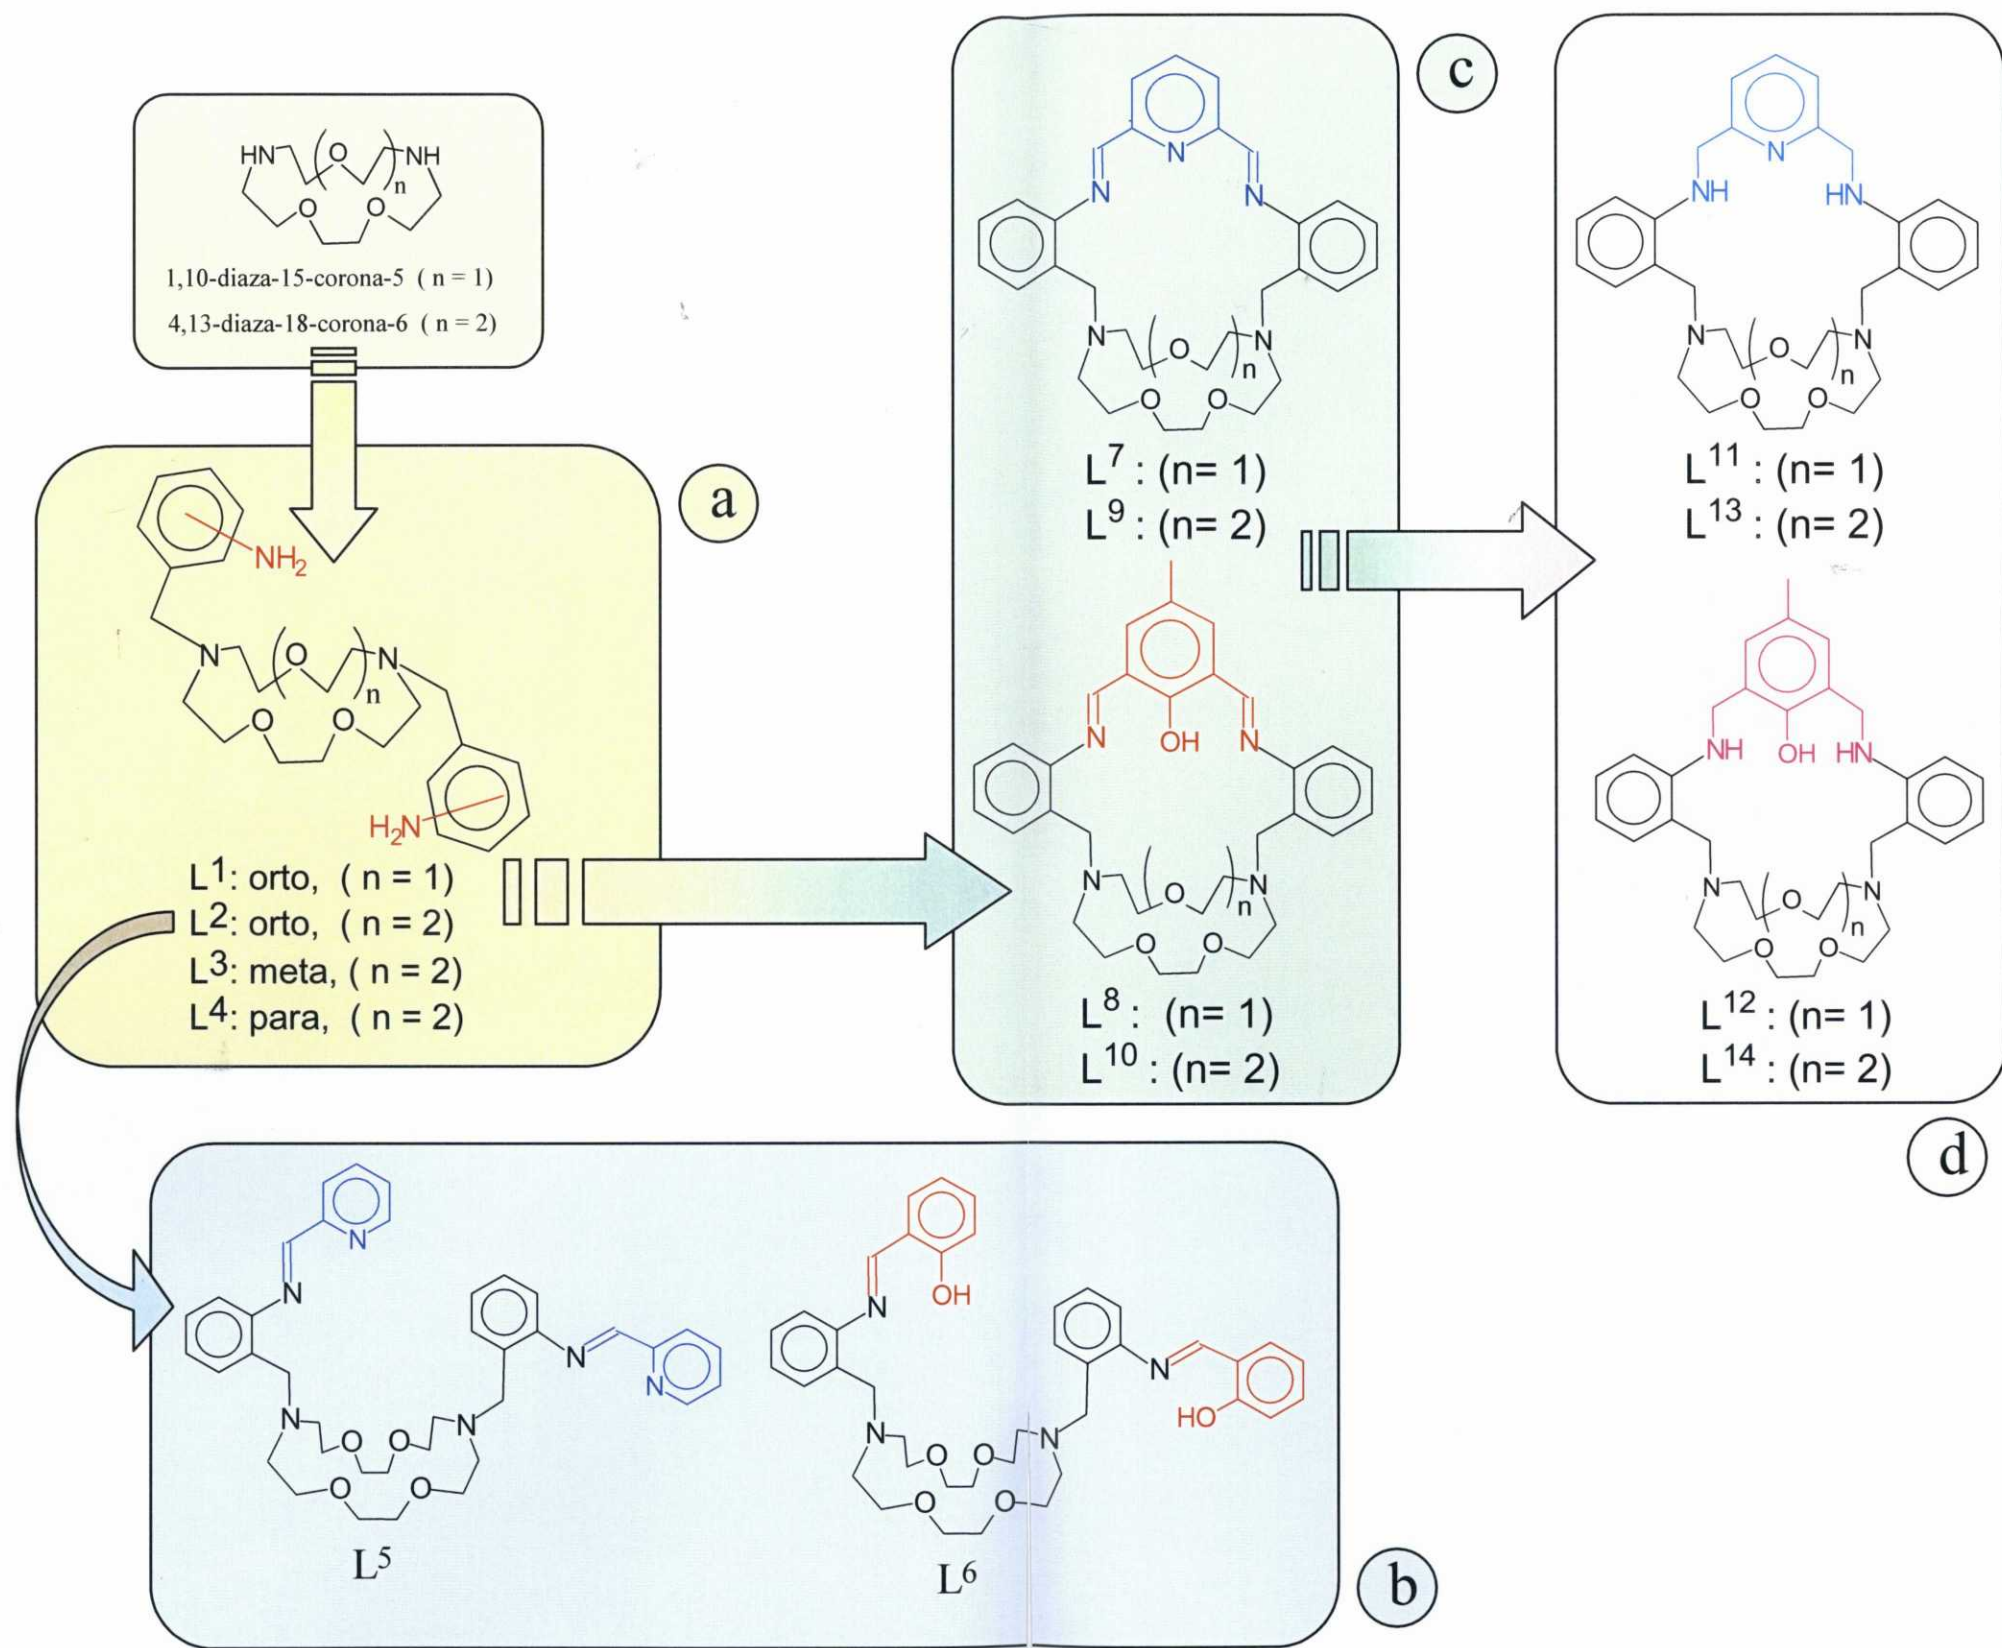 HN
O
NH
n
O
O
1,10-diaza-15-corona-5 ( n = 1)
4,13-diaza-18-corona-6 ( n = 2)
a
NH2
N
O
N
n
O
O
H2N
L1: orto, ( n = 1)
L2: orto, ( n = 2)
L3: meta, ( n = 2)
L4: para, ( n = 2)
c
N
N
N
N
O
N
n
O
O
L7 : (n= 1)
L9 : (n= 2)
N
OH
N
N
O
N
n
O
O
L8 : (n= 1)
L10 : (n= 2)
N
NH
HN
N
O
N
n
O
O
L11 : (n= 1)
L13 : (n= 2)
NH
OH
HN
N
O
N
n
O
O
L12 : (n= 1)
L14 : (n= 2)
d
N
N
N
N
N
N
O
O
O
O
L5
OH
N
N
HO
N
N
O
O
O
O
L6
b